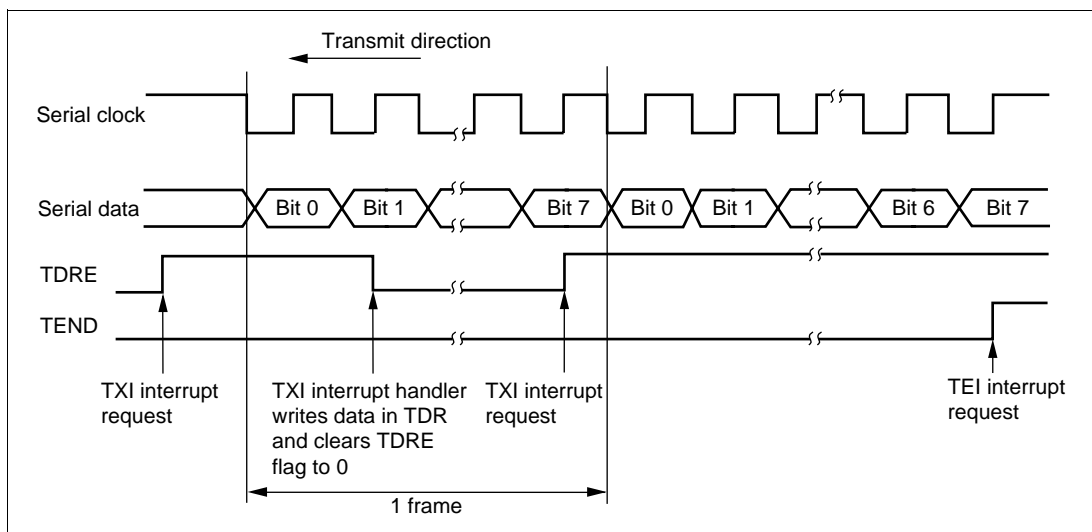 Transmit direction
Serial clock
Serial data
Bit 0
Bit 1
Bit 7
Bit 0
Bit 1
Bit 6
Bit 7
TDRE
TEND
TXI interrupt
request
TXI interrupt handler
writes data in TDR
and clears TDRE
flag to 0
TXI interrupt
request
TEI interrupt
request
1 frame